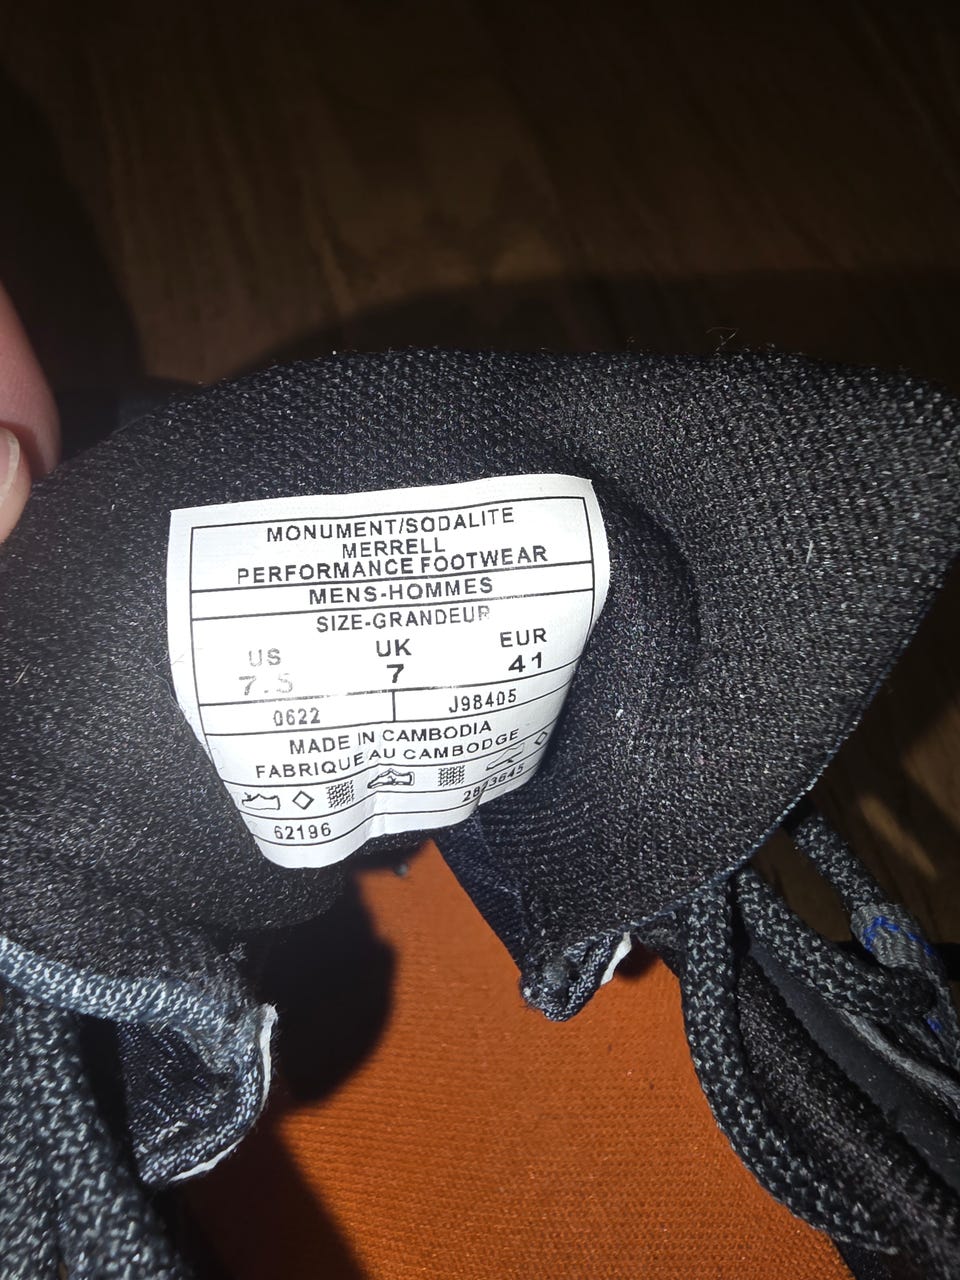 MONUMENT/SODALITE
MERRELL
PERFORMANCE FOOTWEAR
MENS-HOMMES
SIZE-GRANDEUR
US UK EUR
7.5 7 41
0622 J98405
MADE IN CAMBODIA
FABRIQUE AU CAMBODGE
62196